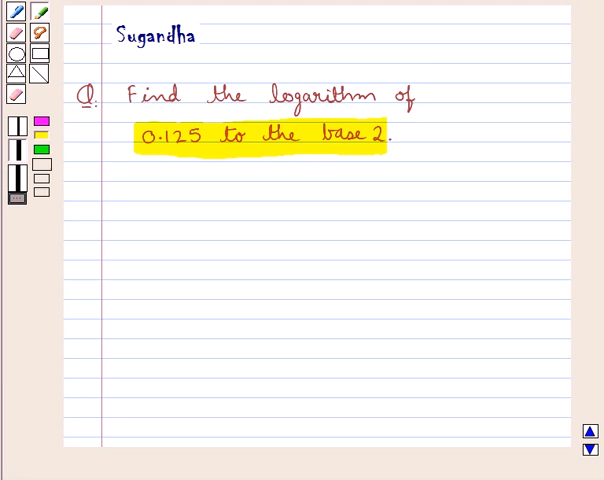 Sugandha
Q. Find the logarithm of
0.125 to the base 2.